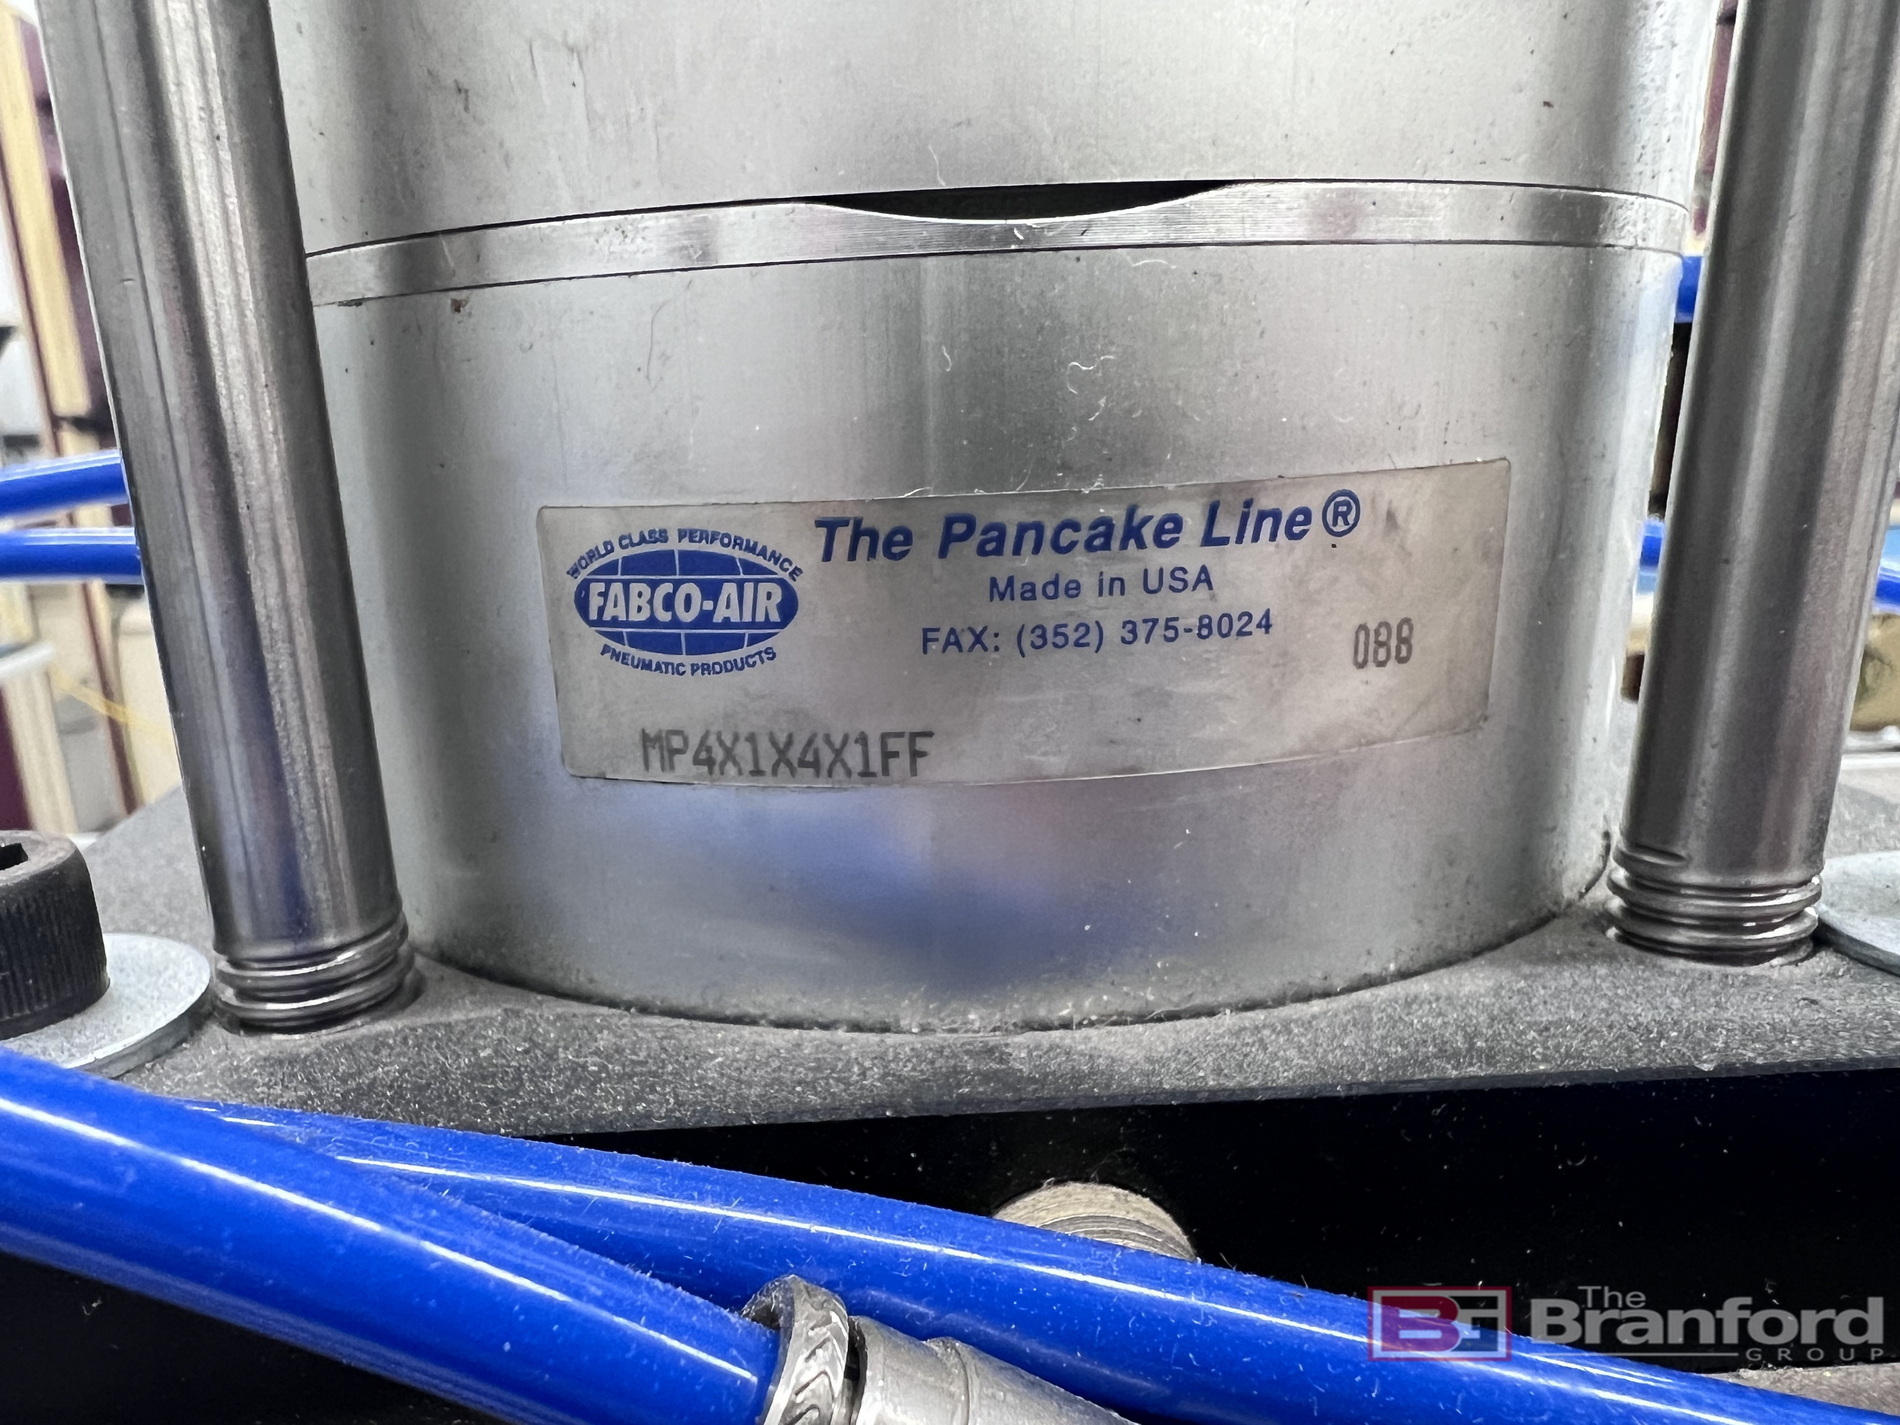 WORLD CLASS PERFORMANCE
FABCO-AIR
PNEUMATIC PRODUCTS
The Pancake Line®
Made in USA
FAX: (352) 375-8024
088
MP4X1X4X1FF
BG The Branford GROUP